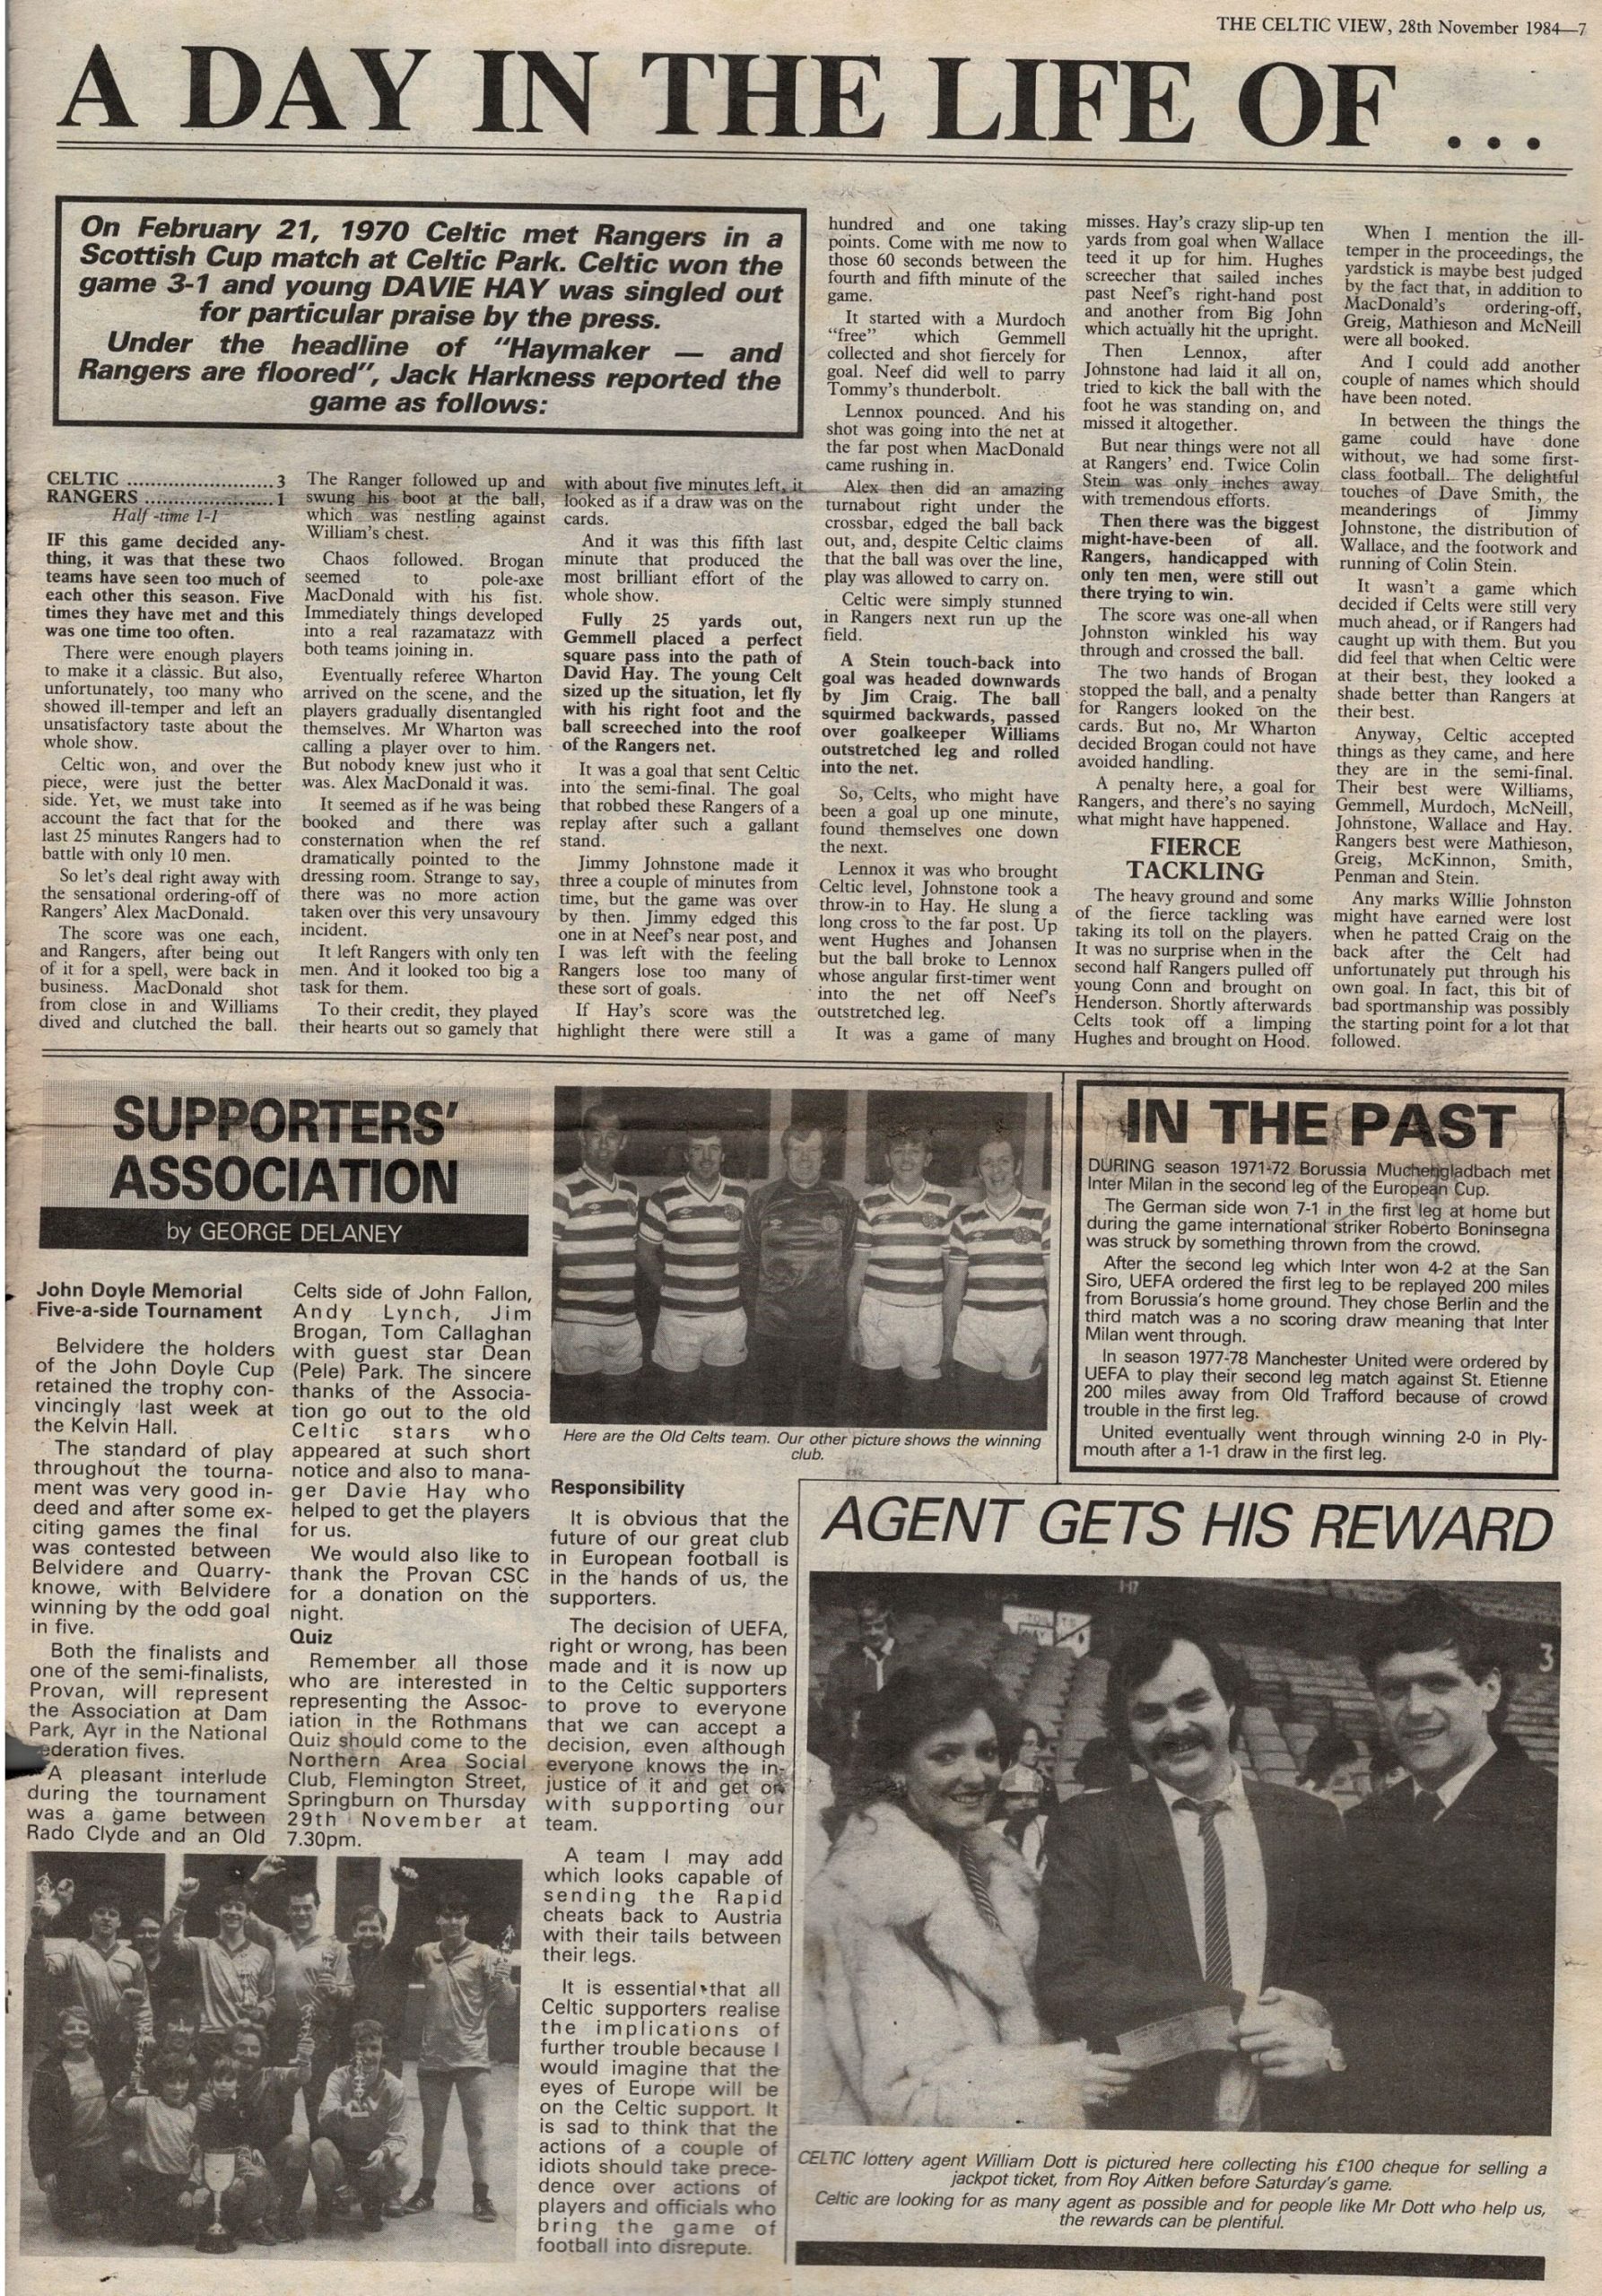 THE CELTIC VIEW, 28th November 1984—7
A DAY IN THE LIFE OF ...
On February 21, 1970 Celtic met Rangers in a
Scottish Cup match at Celtic Park. Celtic won the
game 3-1 and young DAVIE HAY was singled out
for particular praise by the press.
Under the headline of "Haymaker — and
Rangers are floored", Jack Harkness reported the
game as follows:
CELTIC ........................... 3
RANGERS ....................... 1
Half-time 1-1
IF this game decided any-
thing, it was that these two
teams have seen too much of
each other this season. Five
times they have met and this
was one time too often.
There were enough players
to make it a classic. But also,
unfortunately, too many who
showed ill-temper and left an
unsatisfactory taste about the
whole show.
Celtic won, and over the
piece, were just the better
side. Yet, we must take into
account the fact that for the
last 25 minutes Rangers had to
battle with only 10 men.
So let's deal right away with
the sensational ordering-off of
Rangers' Alex MacDonald.
The score was one each,
and Rangers, after being out
of it for a spell, were back in
business. MacDonald shot
from close in and Williams
dived and clutched the ball.
The Ranger followed up and
swung his boot at the ball,
which was nestling against
William's chest.
Chaos followed. Brogan
seemed to pole-axe
MacDonald with his fist.
Immediately things developed
into a real razamatazz with
both teams joining in.
Eventually referee Wharton
arrived on the scene, and the
players gradually disentangled
themselves. Mr Wharton was
calling a player over to him.
But nobody knew just who it
was. Alex MacDonald it was.
It seemed as if he was being
booked and there was
consternation when the ref
dramatically pointed to the
dressing room. Strange to say,
there was no more action
taken over this very unsavoury
incident.
It left Rangers with only ten
men. And it looked too big a
task for them.
To their credit, they played
their hearts out so gamely that
with about five minutes left, it
looked as if a draw was on the
cards.
And it was this fifth last
minute that produced the
most brilliant effort of the
whole show.
Fully 25 yards out,
Gemmell placed a perfect
square pass into the path of
David Hay. The young Celt
sized up the situation, let fly
with his right foot and the
ball screeched into the roof
of the Rangers net.
It was a goal that sent Celtic
into the semi-final. The goal
that robbed these Rangers of a
replay after such a gallant
stand.
Jimmy Johnstone made it
three a couple of minutes from
time, but the game was over
by then. Jimmy edged this
one in at Neef's near post, and
I was left with the feeling
Rangers lose too many of
these sort of goals.
If Hay's score was the
highlight there were still a
hundred and one taking
points. Come with me now to
those 60 seconds between the
fourth and fifth minute of the
game.
It started with a Murdoch
"free" which Gemmell
collected and shot fiercely for
goal. Neef did well to parry
Tommy's thunderbolt.
Lennox pounced. And his
shot was going into the net at
the far post when MacDonald
came rushing in.
Alex then did an amazing
turnabout right under the
crossbar, edged the ball back
out, and, despite Celtic claims
that the ball was over the line,
play was allowed to carry on.
Celtic were simply stunned
in Rangers next run up the
field.
A Stein touch-back into
goal was headed downwards
by Jim Craig. The ball
squirmed backwards, passed
over goalkeeper Williams
outstretched leg and rolled
into the net.
So, Celts, who might have
been a goal up one minute,
found themselves one down
the next.
Lennox it was who brought
Celtic level, Johnstone took a
throw-in to Hay. He slung a
long cross to the far post. Up
went Hughes and Johansen
but the ball broke to Lennox
whose angular first-timer went
into the net off Neef's
outstretched leg.
It was a game of many
misses. Hay's crazy slip-up ten
yards from goal when Wallace
teed it up for him. Hughes
screecher that sailed inches
past Neef's right-hand post
and another from Big John
which actually hit the upright.
Then Lennox, after
Johnstone had laid it all on,
tried to kick the ball with the
foot he was standing on, and
missed it altogether.
But near things were not all
at Rangers' end. Twice Colin
Stein was only inches away
with tremendous efforts.
Then there was the biggest
might-have-been of all.
Rangers, handicapped with
only ten men, were still out
there trying to win.
The score was one-all when
Johnston winkled his way
through and crossed the ball.
The two hands of Brogan
stopped the ball, and a penalty
for Rangers looked on the
cards. But no, Mr Wharton
decided Brogan could not have
avoided handling.
A penalty here, a goal for
Rangers, and there's no saying
what might have happened.
FIERCE
TACKLING
The heavy ground and some
of the fierce tackling was
taking its toll on the players.
It was no surprise when in the
second half Rangers pulled off
young Conn and brought on
Henderson. Shortly afterwards
Celts took off a limping
Hughes and brought on Hood.
When I mention the ill-
temper in the proceedings, the
yardstick is maybe best judged
by the fact that, in addition to
MacDonald's ordering-off,
Greig, Mathieson and McNeill
were all booked.
And I could add another
couple of names which should
have been noted.
In between the things the
game could have done
without, we had some first-
class football. The delightful
touches of Dave Smith, the
meanderings of Jimmy
Johnstone, the distribution of
Wallace, and the footwork and
running of Colin Stein.
It wasn't a game which
decided if Celts were still very
much ahead, or if Rangers had
caught up with them. But you
did feel that when Celtic were
at their best, they looked a
shade better than Rangers at
their best.
Anyway, Celtic accepted
things as they came, and here
they are in the semi-final.
Their best were Williams,
Gemmell, Murdoch, McNeill,
Johnstone, Wallace and Hay.
Rangers best were Mathieson,
Greig, McKinnon, Smith,
Penman and Stein.
Any marks Willie Johnston
might have earned were lost
when he patted Craig on the
back after the Celt had
unfortunately put through his
own goal. In fact, this bit of
bad sportmanship was possibly
the starting point for a lot that
followed.
SUPPORTERS'
ASSOCIATION
by GEORGE DELANEY
John Doyle Memorial
Five-a-side Tournament
Belvidere the holders
of the John Doyle Cup
retained the trophy con-
vincingly last week at
the Kelvin Hall.
The standard of play
throughout the tourna-
ment was very good in-
deed and after some ex-
citing games the final
was contested between
Belvidere and Quarry-
knowe, with Belvidere
winning by the odd goal
in five.
Both the finalists and
one of the semi-finalists,
Provan, will represent
the Association at Dam
Park, Ayr in the National
ederation fives.
A pleasant interlude
during the tournament
was a game between
Rado Clyde and an Old
Celts side of John Fallon,
Andy Lynch, Jim
Brogan, Tom Callaghan
with guest star Dean
(Pele) Park. The sincere
thanks of the Associa-
tion go out to the old
Celtic stars who
appeared at such short
notice and also to mana-
ger Davie Hay who
helped to get the players
for us.
We would also like to
thank the Provan CSC
for a donation on the
night.
Quiz
Remember all those
who are interested in
representing the Assoc-
iation in the Rothmans
Quiz should come to the
Northern Area Social
Club, Flemington Street,
Springburn on Thursday
29th November at
7.30pm.
Here are the Old Celts team. Our other picture shows the winning
club.
Responsibility
It is obvious that the
future of our great club
in European football is
in the hands of us, the
supporters.
The decision of UEFA,
right or wrong, has been
made and it is now up
to the Celtic supporters
to prove to everyone
that we can accept a
decision, even although
everyone knows the in-
justice of it and get on
with supporting our
team.
A team I may add
which looks capable of
sending the Rapid
cheats back to Austria
with their tails between
their legs.
It is essential that all
Celtic supporters realise
the implications of
further trouble because I
would imagine that the
eyes of Europe will be
on the Celtic support. It
is sad to think that the
actions of a couple of
idiots should take prece-
dence over actions of
players and officials who
bring the game of
football into disrepute.
IN THE PAST
DURING season 1971-72 Borussia Muchengladbach met
Inter Milan in the second leg of the European Cup.
The German side won 7-1 in the first leg at home but
during the game international striker Roberto Boninsegna
was struck by something thrown from the crowd.
After the second leg which Inter won 4-2 at the San
Siro, UEFA ordered the first leg to be replayed 200 miles
from Borussia's home ground. They chose Berlin and the
third match was a no scoring draw meaning that Inter
Milan went through.
In season 1977-78 Manchester United were ordered by
UEFA to play their second leg match against St. Etienne
200 miles away from Old Trafford because of crowd
trouble in the first leg.
United eventually went through winning 2-0 in Ply-
mouth after a 1-1 draw in the first leg.
AGENT GETS HIS REWARD
3
CELTIC lottery agent William Dott is pictured here collecting his £100 cheque for selling a
jackpot ticket, from Roy Aitken before Saturday's game.
Celtic are looking for as many agent as possible and for people like Mr Dott who help us,
the rewards can be plentiful.